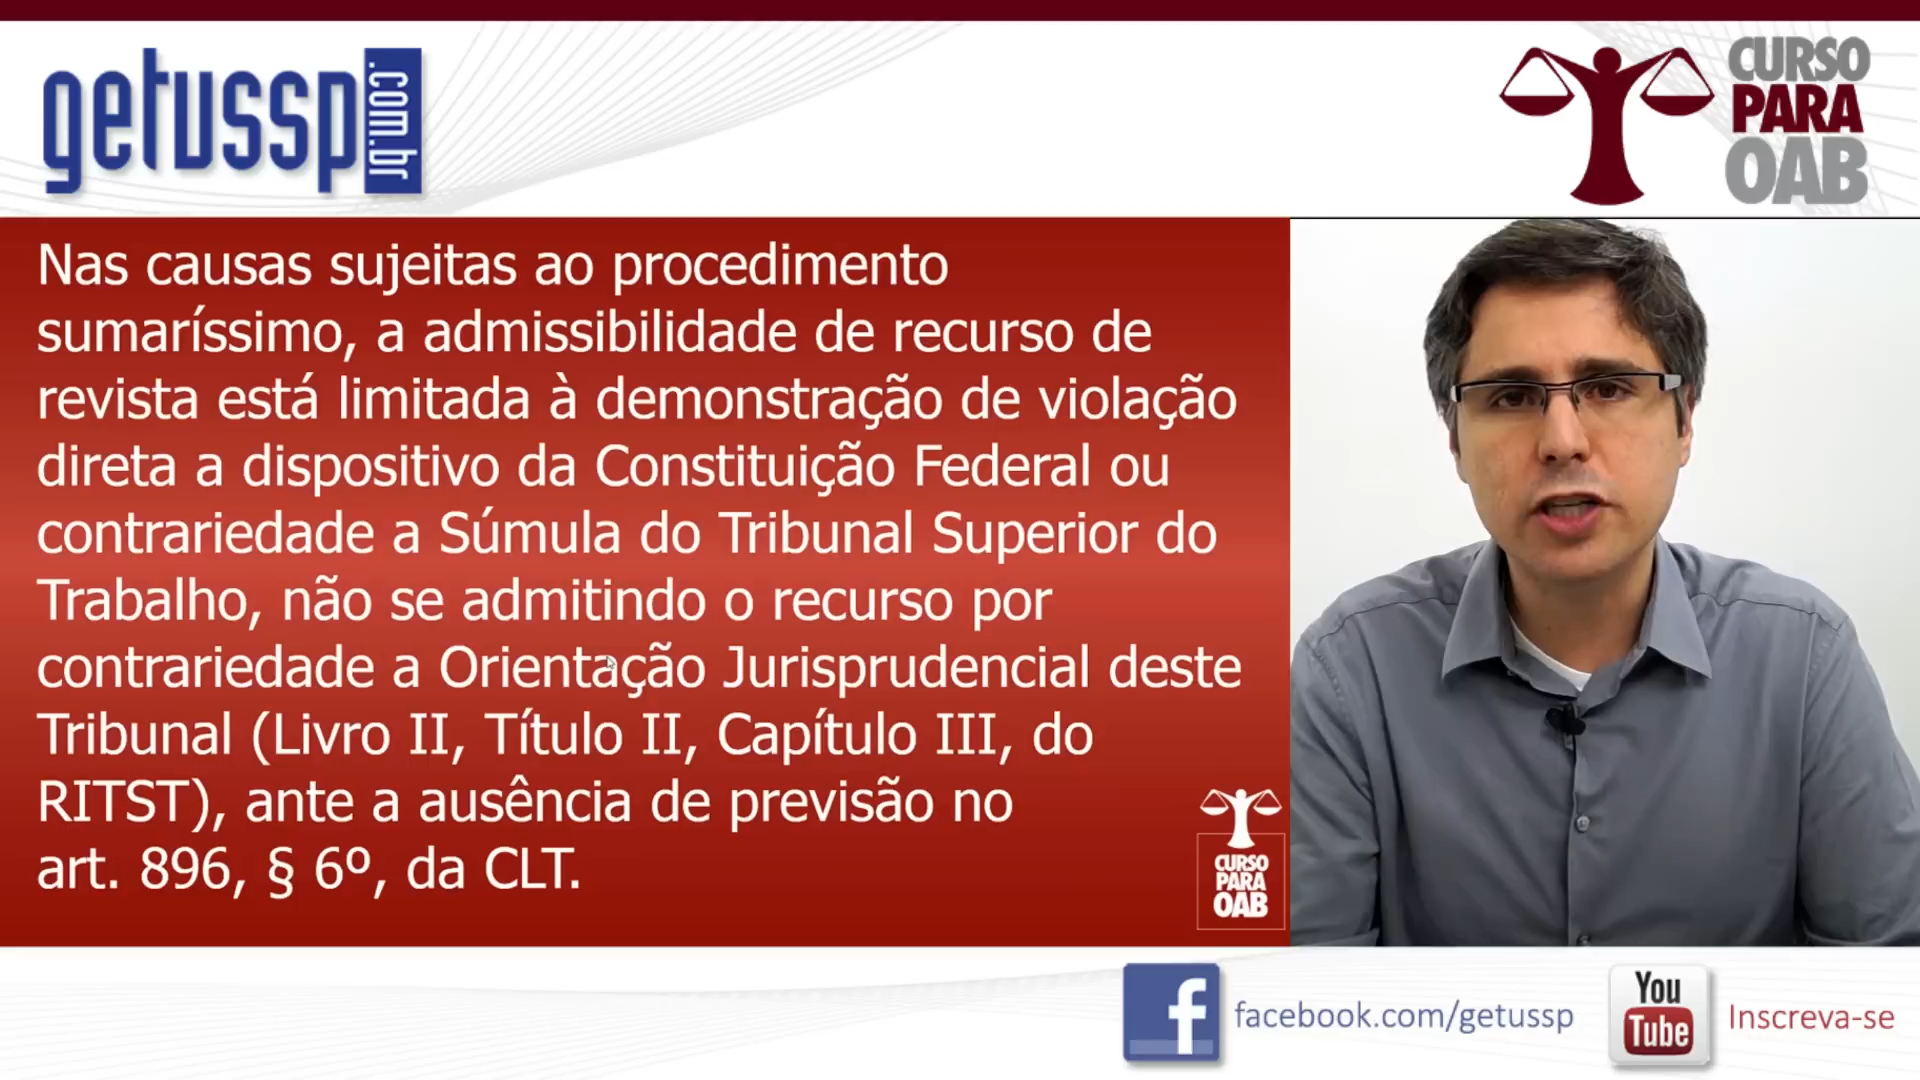 getussp.com.br
CURSO
PARA
OAB
Nas causas sujeitas ao procedimento
sumaríssimo, a admissibilidade de recurso de
revista está limitada à demonstração de violação
direta a dispositivo da Constituição Federal ou
contrariedade a Súmula do Tribunal Superior do
Trabalho, não se admitindo o recurso por
contrariedade a Orientação Jurisprudencial deste
Tribunal (Livro II, Título II, Capítulo III, do
RITST), ante a ausência de previsão no
art. 896, § 6º, da CLT.
CURSO
PARA
OAB
facebook.com/getussp
You
Tube
Inscreva-se